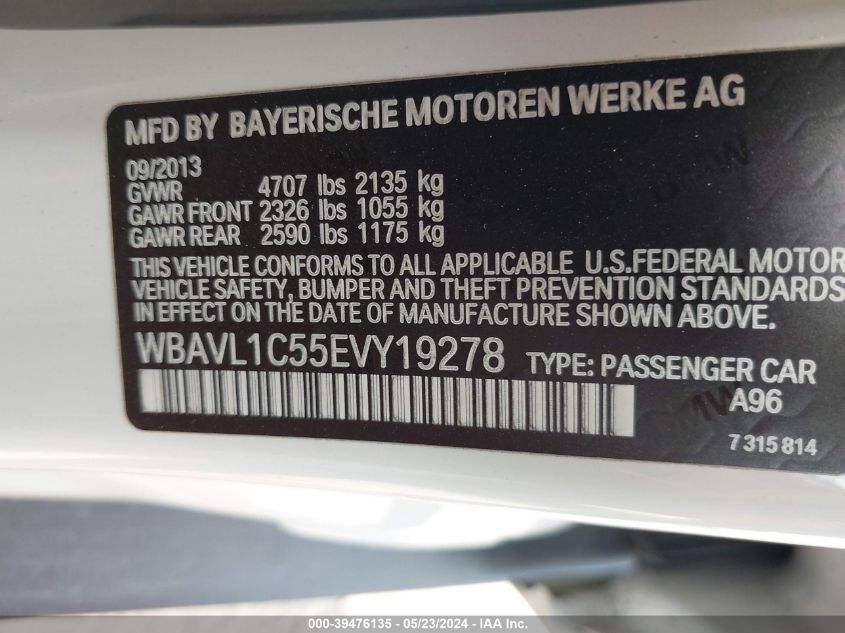 MFD BY BAYERISCHE MOTOREN WERKE AG
09/2013
GVWR 4707 lbs 2135 kg
GAWR FRONT 2326 lbs 1055 kg
GAWR REAR 2590 lbs 1175 kg
THIS VEHICLE CONFORMS TO ALL APPLICABLE U.S.FEDERAL MOTOR
VEHICLE SAFETY, BUMPER AND THEFT PREVENTION STANDARDS
IN EFFECT ON THE DATE OF MANUFACTURE SHOWN ABOVE.
WBAVL1C55EVY19278 TYPE: PASSENGER CAR
A96
7 315 814
000-39476135 - 05/23/2024 - IAA Inc.